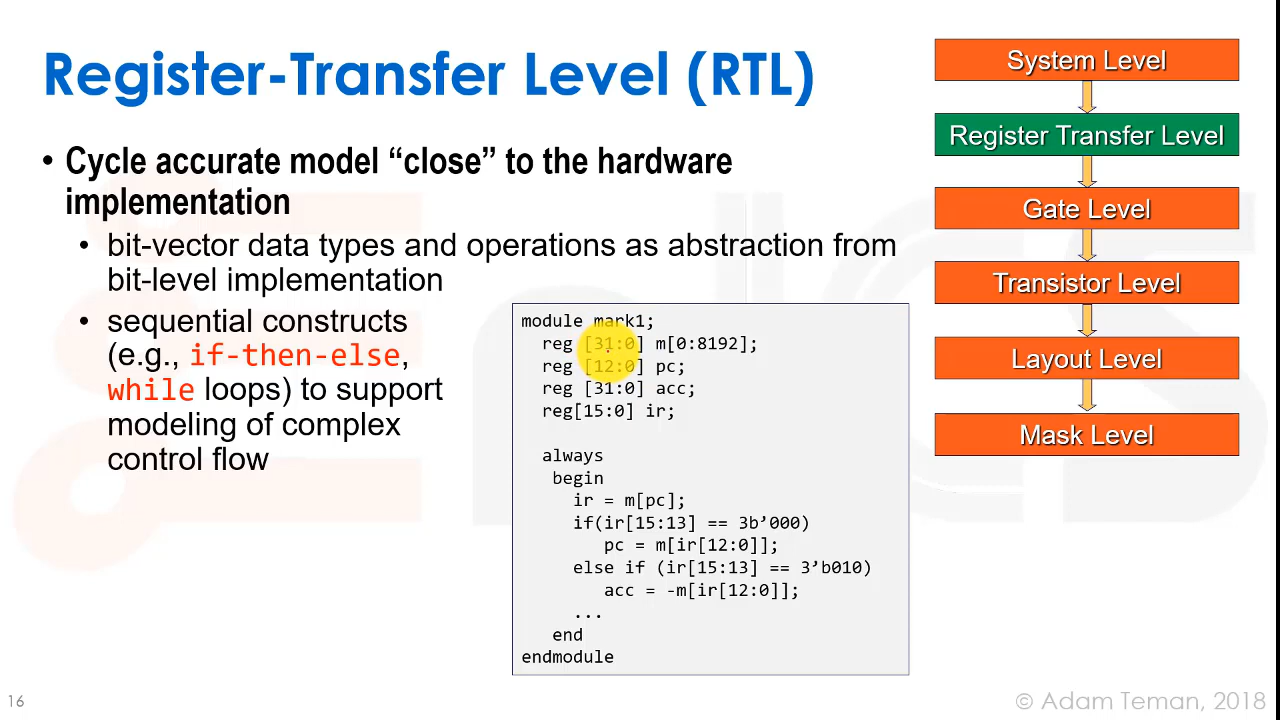 Register-Transfer Level (RTL)
• Cycle accurate model “close” to the hardware
implementation
• bit-vector data types and operations as abstraction from
bit-level implementation
• sequential constructs
(e.g., if-then-else,
while loops) to support
modeling of complex
control flow
module mark1;
reg [31:0] m[0:8192];
reg [12:0] pc;
reg [31:0] acc;
reg[15:0] ir;
always
begin
ir = m[pc];
if(ir[15:13] == 3b’000)
pc = m[ir[12:0]];
else if (ir[15:13] == 3’b010)
acc = -m[ir[12:0]];
...
end
endmodule
System Level
Register Transfer Level
Gate Level
Transistor Level
Layout Level
Mask Level
16
© Adam Teman, 2018